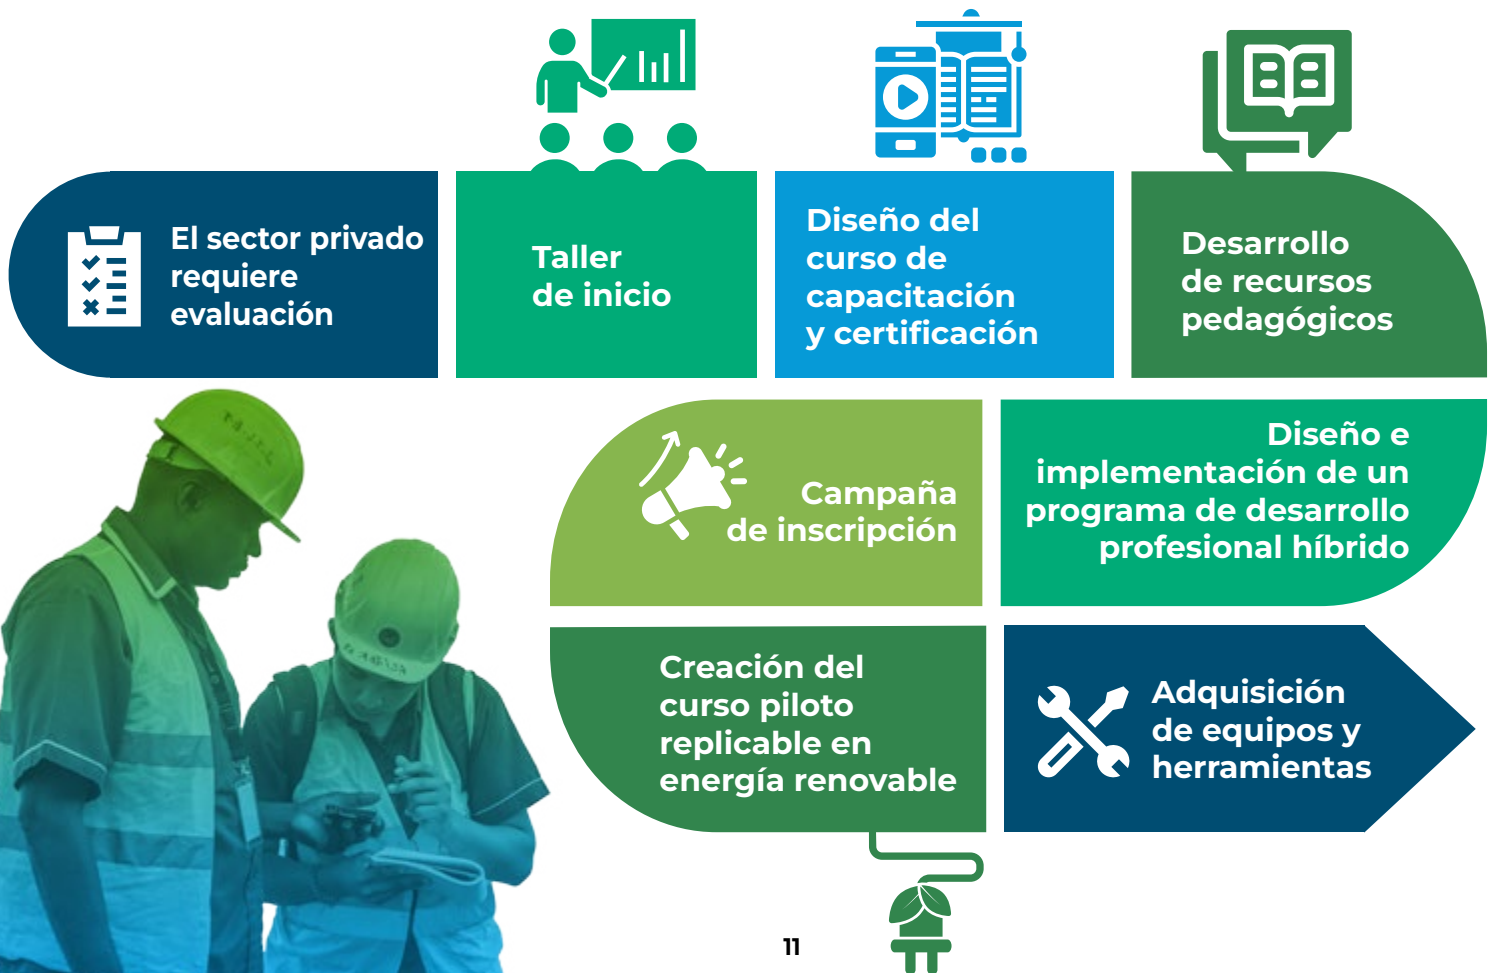 El sector privado
requiere
evaluación
Taller
de inicio
Diseño del
curso de
capacitación
y certificación
Desarrollo
de recursos
pedagógicos
Diseño e
implementación de un
programa de desarrollo
profesional híbrido
Campaña
de inscripción
Creación del
curso piloto
replicable en
energía renovable
Adquisición
de equipos y
herramientas
11